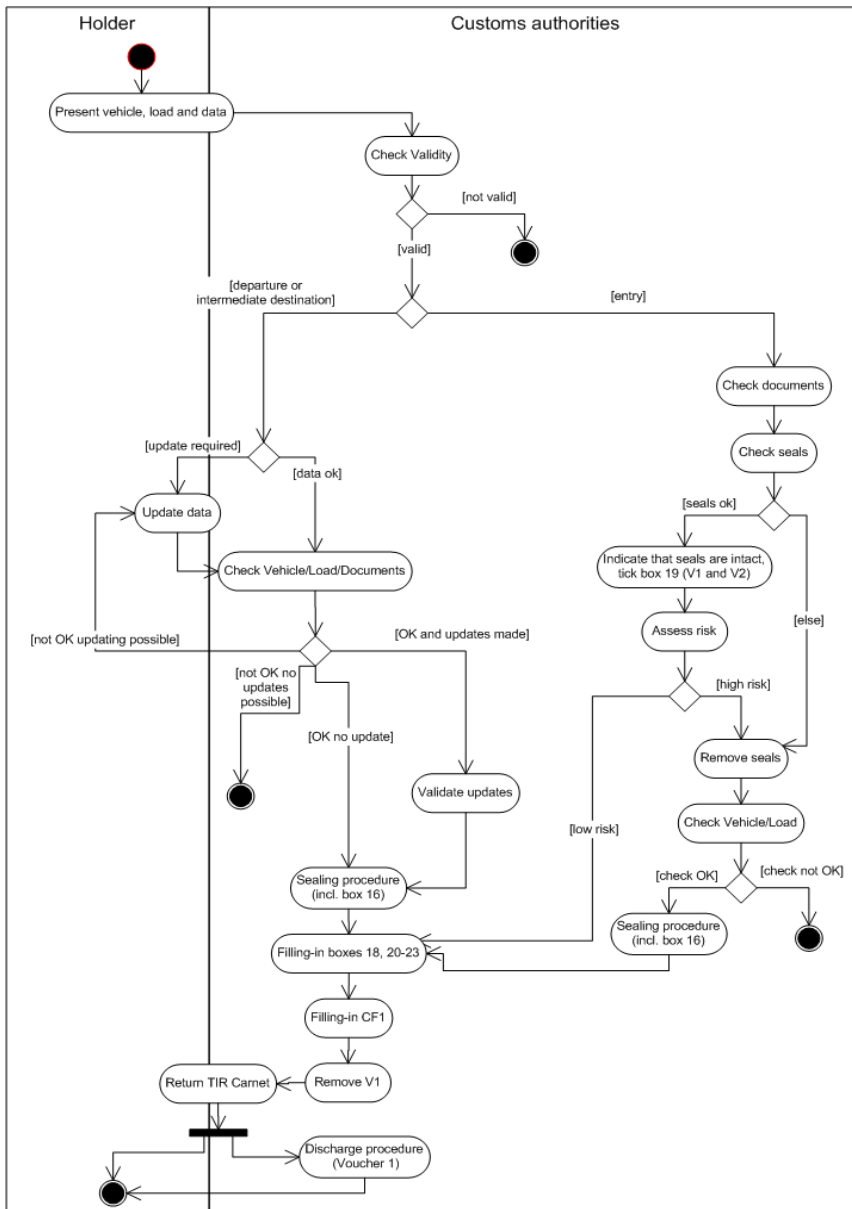 Holder
Customs authorities
Present vehicle, load and data
Check Validity
[not valid]
[valid]
[departure or
intermediate destination]
[entry]
Check documents
[update required]
Check seals
[data ok]
[seals ok]
Update data
Check Vehicle/Load/Documents
Indicate that seals are intact,
tick box 19 (V1 and V2)
[else]
[not OK updating possible]
[OK and updates made]
Assess risk
[not OK no
updates
possible]
[high risk]
[OK no update]
Remove seals
Validate updates
[low risk]
Check Vehicle/Load
[check OK]
[check not OK]
Sealing procedure
(incl. box 16)
Sealing procedure
(incl. box 16)
Filling-in boxes 18, 20-23
Filling-in CF1
Return TIR Carnet
Remove V1
Discharge procedure
(Voucher 1)